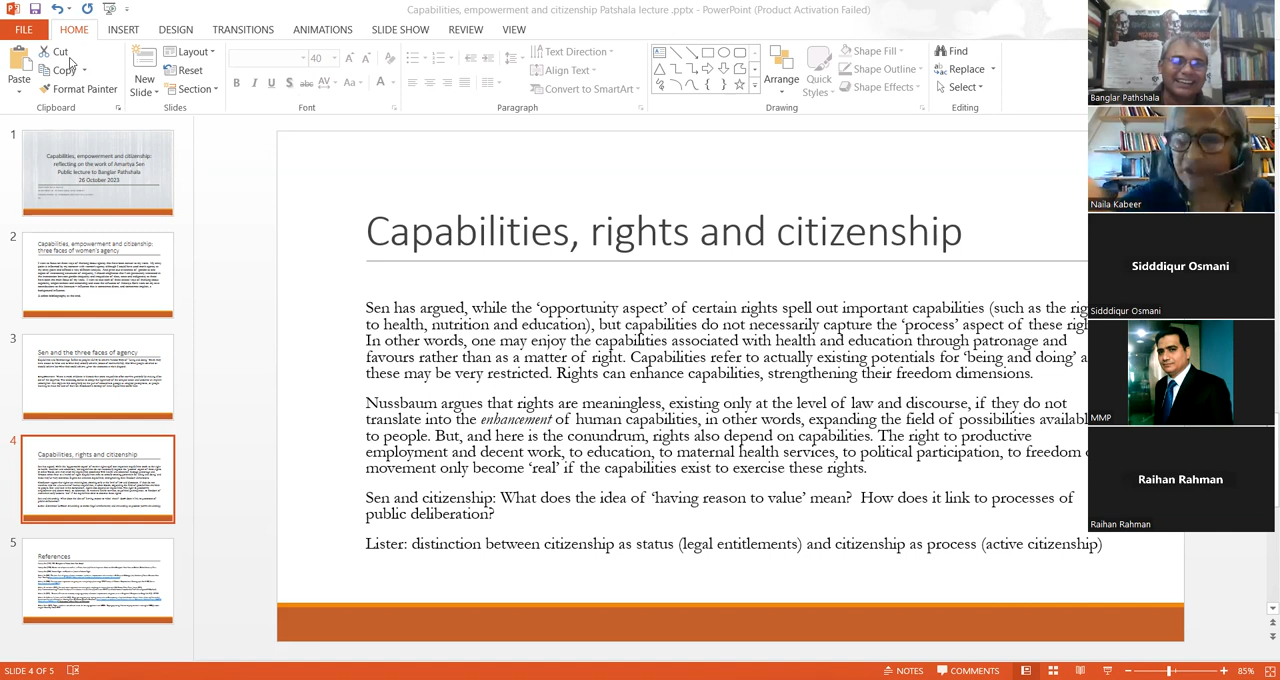 Capabilities, empowerment and citizenship Patshala lecture .pptx - PowerPoint (Product Activation Failed)
FILE HOME INSERT DESIGN TRANSITIONS ANIMATIONS SLIDE SHOW REVIEW VIEW
Cut
Copy
Format Painter
Paste
Clipboard
New Slide
Layout
Reset
Section
Slides
40
B I U S abc AV Aa A
Font
Text Direction
Align Text
Convert to SmartArt
Paragraph
Arrange
Quick Styles
Shape Fill
Shape Outline
Shape Effects
Drawing
Find
Replace
Select
Editing
1
Capabilities, empowerment and citizenship:
reflecting on the work of Amartya Sen
Public lecture to Banglar Pathshala
26 October 2023
2
Capabilities, empowerment and citizenship:
three faces of women's agency
3
Sen and the three faces of agency
4
Capabilities, rights and citizenship
5
References
Capabilities, rights and citizenship
Sen has argued, while the ‘opportunity aspect’ of certain rights spell out important capabilities (such as the rig
to health, nutrition and education), but capabilities do not necessarily capture the ‘process’ aspect of these righ
In other words, one may enjoy the capabilities associated with health and education through patronage and
favours rather than as a matter of right. Capabilities refer to really existing potentials for ‘being and doing’ a
these may be very restricted. Rights can enhance capabilities, strengthening their freedom dimensions.
Nussbaum argues that rights are meaningless, existing only at the level of law and discourse, if they do not
translate into the enhancement of human capabilities, in other words, expanding the field of possibilities availabl
to people. But, and here is the conundrum, rights also depend on capabilities. The right to productive
employment and decent work, to education, to maternal health services, to political participation, to freedom o
movement only become ‘real’ if the capabilities exist to exercise these rights.
Sen and citizenship: What does the idea of ‘having reason to value’ mean? How does it link to processes of
public deliberation?
Lister: distinction between citizenship as status (legal entitlements) and citizenship as process (active citizenship)
Banglar Pathshala
Naila Kabeer
Sidddiqur Osmani
Sidddiqur Osmani
MMP
Raihan Rahman
Raihan Rahman
SLIDE 4 OF 5
NOTES
COMMENTS
85%